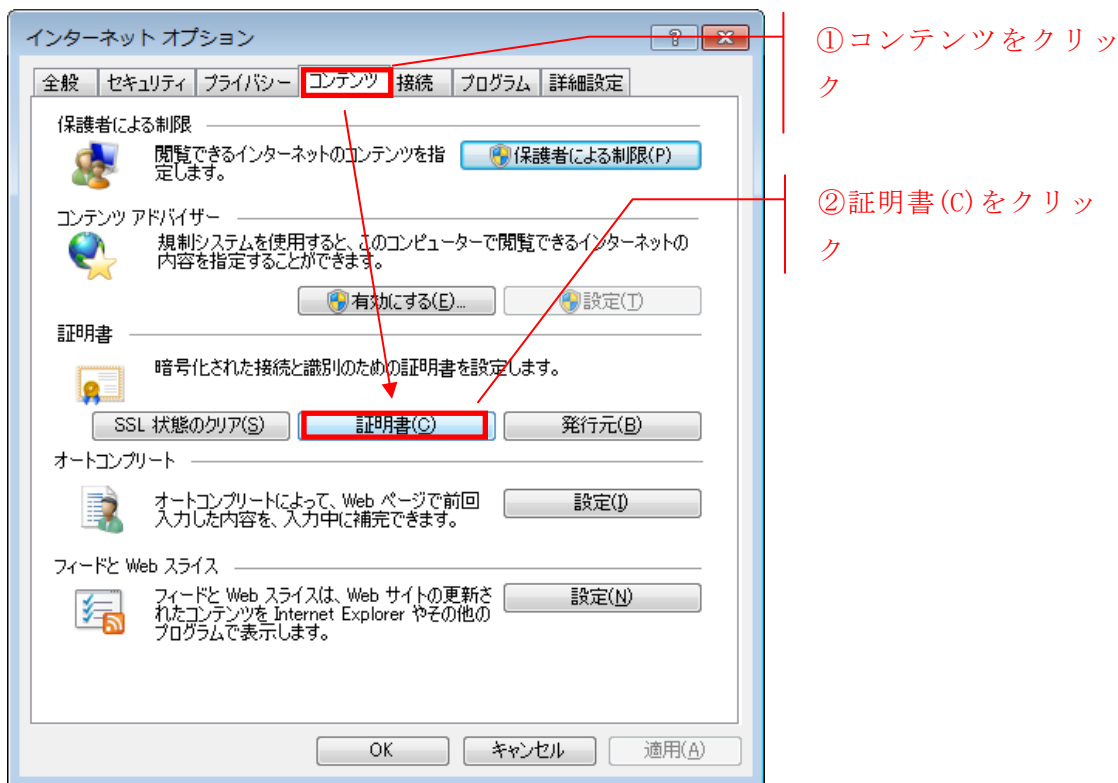 インターネット オプション
全般 セキュリティ プライバシー コンテンツ 接続 プログラム 詳細設定
保護者による制限
閲覧できるインターネットのコンテンツを指
定します。
保護者による制限(P)
コンテンツ アドバイザー
規制システムを使用すると、このコンピューターで閲覧できるインターネットの
内容を指定することができます。
有効にする(E)... 設定(T)
証明書
暗号化された接続と識別のための証明書を設定します。
SSL 状態のクリア(S) 証明書(C) 発行元(B)
オートコンプリート
オートコンプリートによって、Web ページで前回
入力した内容を、入力中に補完できます。
設定(I)
フィードと Web スライス
フィードと Web スライスは、Web サイトの更新さ
れたコンテンツを Internet Explorer やその他の
プログラムで表示します。
設定(N)
OK キャンセル 適用(A)
①コンテンツをクリッ
ク
②証明書(C)をクリッ
ク